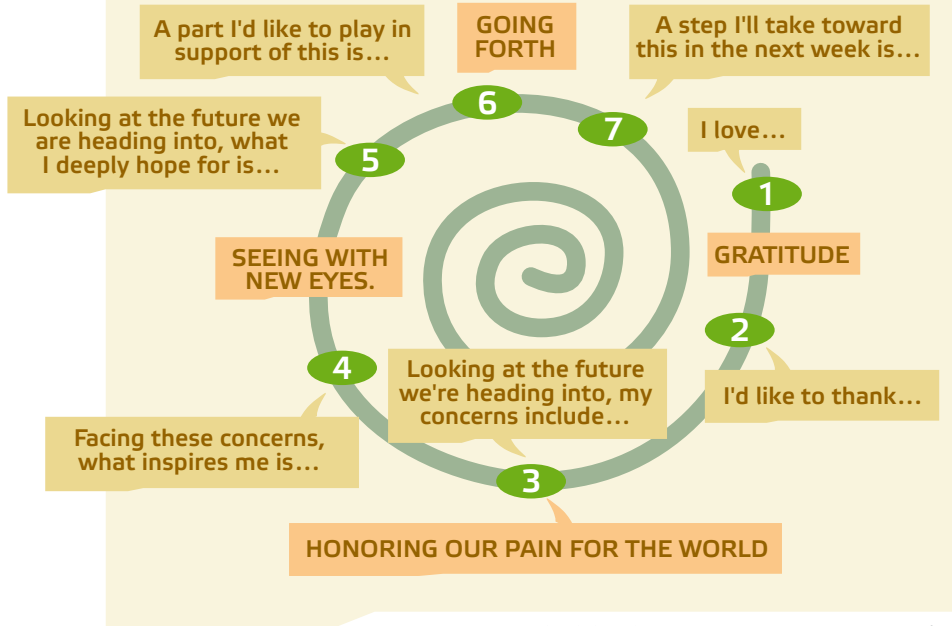 A part I'd like to play in
support of this is...
GOING
FORTH
A step I'll take toward
this in the next week is...
6
7
Looking at the future we
are heading into, what
I deeply hope for is...
5
I love...
1
SEEING WITH
NEW EYES.
GRATITUDE
2
4
Looking at the future
we're heading into, my
concerns include...
I'd like to thank...
Facing these concerns,
what inspires me is...
3
HONORING OUR PAIN FOR THE WORLD